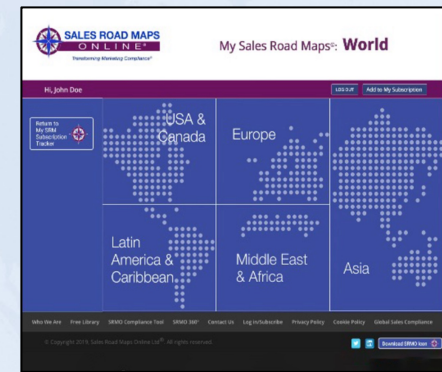 SALES ROAD MAPS
ONLINE®
Transforming Marketing Compliance®
My Sales Road Maps®: World
Hi, John Doe
LOG OUT
Add to My Subscription
Return to
My SRM
Subscription
Tracker
USA &
Canada
Europe
Latin
America &
Caribbean
Middle East
& Africa
Asia
Who We Are Free Library SRMO Compliance Tool SRMO 360° Contact Us Log In/Subscribe Privacy Policy Cookie Policy Global Sales Compliance
© Copyright 2019. Sales Road Maps Online Ltd® All rights reserved.
Download SRMO Icon